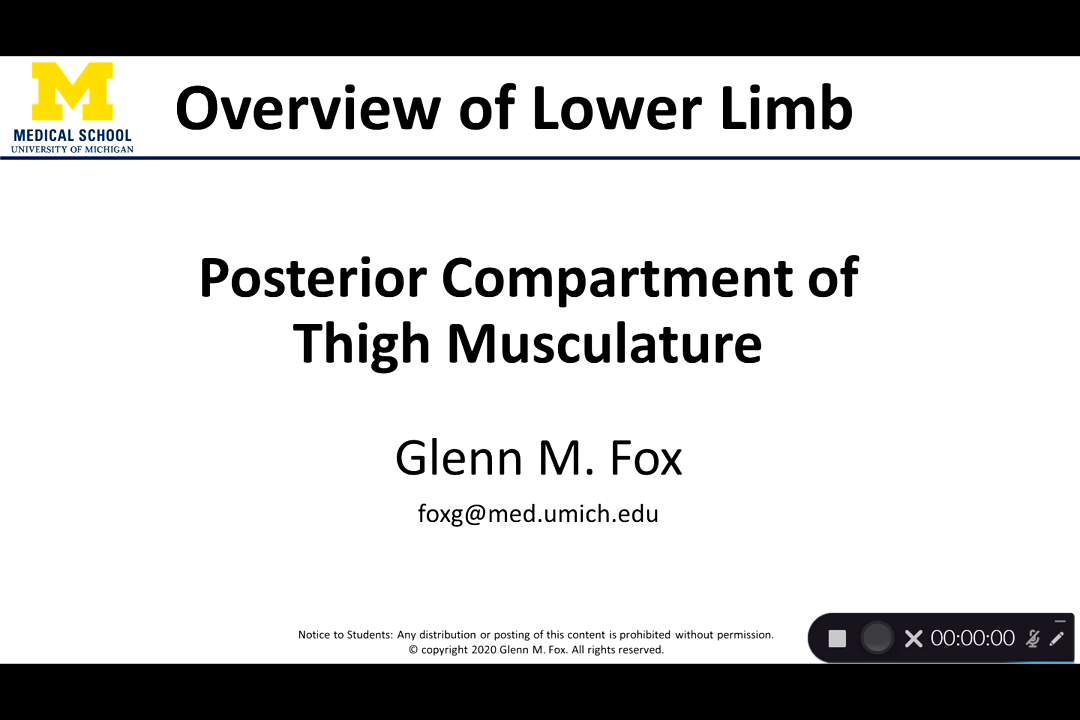 M
MEDICAL SCHOOL
UNIVERSITY OF MICHIGAN
Overview of Lower Limb
Posterior Compartment of
Thigh Musculature
Glenn M. Fox
foxg@med.umich.edu
Notice to Students: Any distribution or posting of this content is prohibited without permission.
© copyright 2020 Glenn M. Fox. All rights reserved.
00:00:00